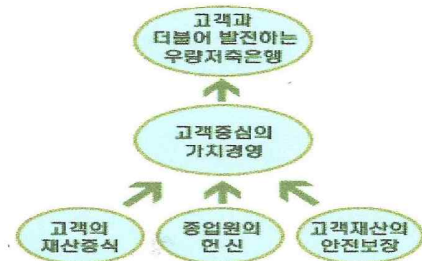 고객과
더불어 발전하는
우량저축은행
고객중심의
가치경영
고객의
재산증식
종업원의
헌 신
고객재산의
안전보장